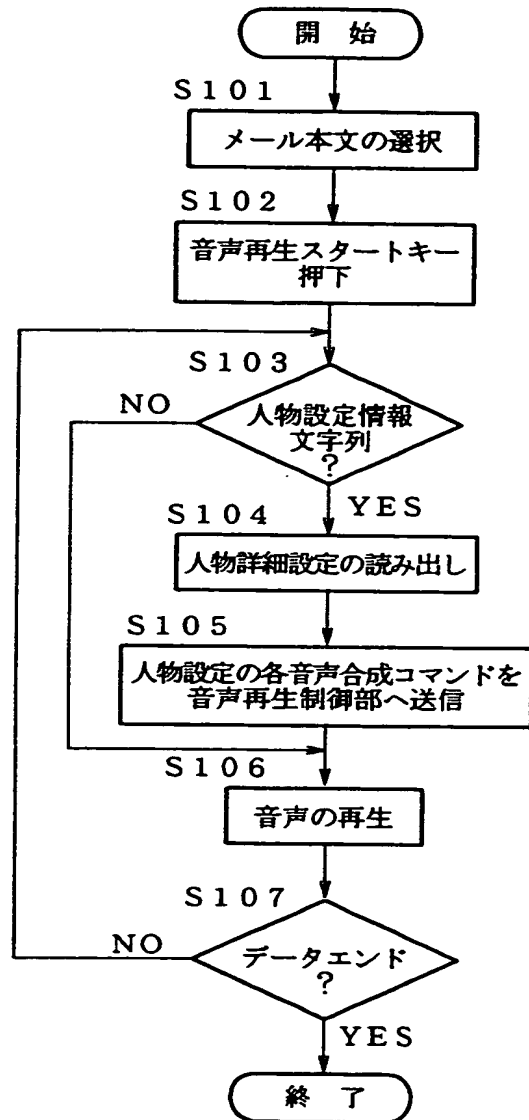 開 始
S101
メール本文の選択
S102
音声再生スタートキー
押下
S103
NO
人物設定情報
文字列
?
YES
S104
人物詳細設定の読み出し
S105
人物設定の各音声合成コマンドを
音声再生制御部へ送信
S106
音声の再生
S107
NO
データエンド
?
YES
終 了